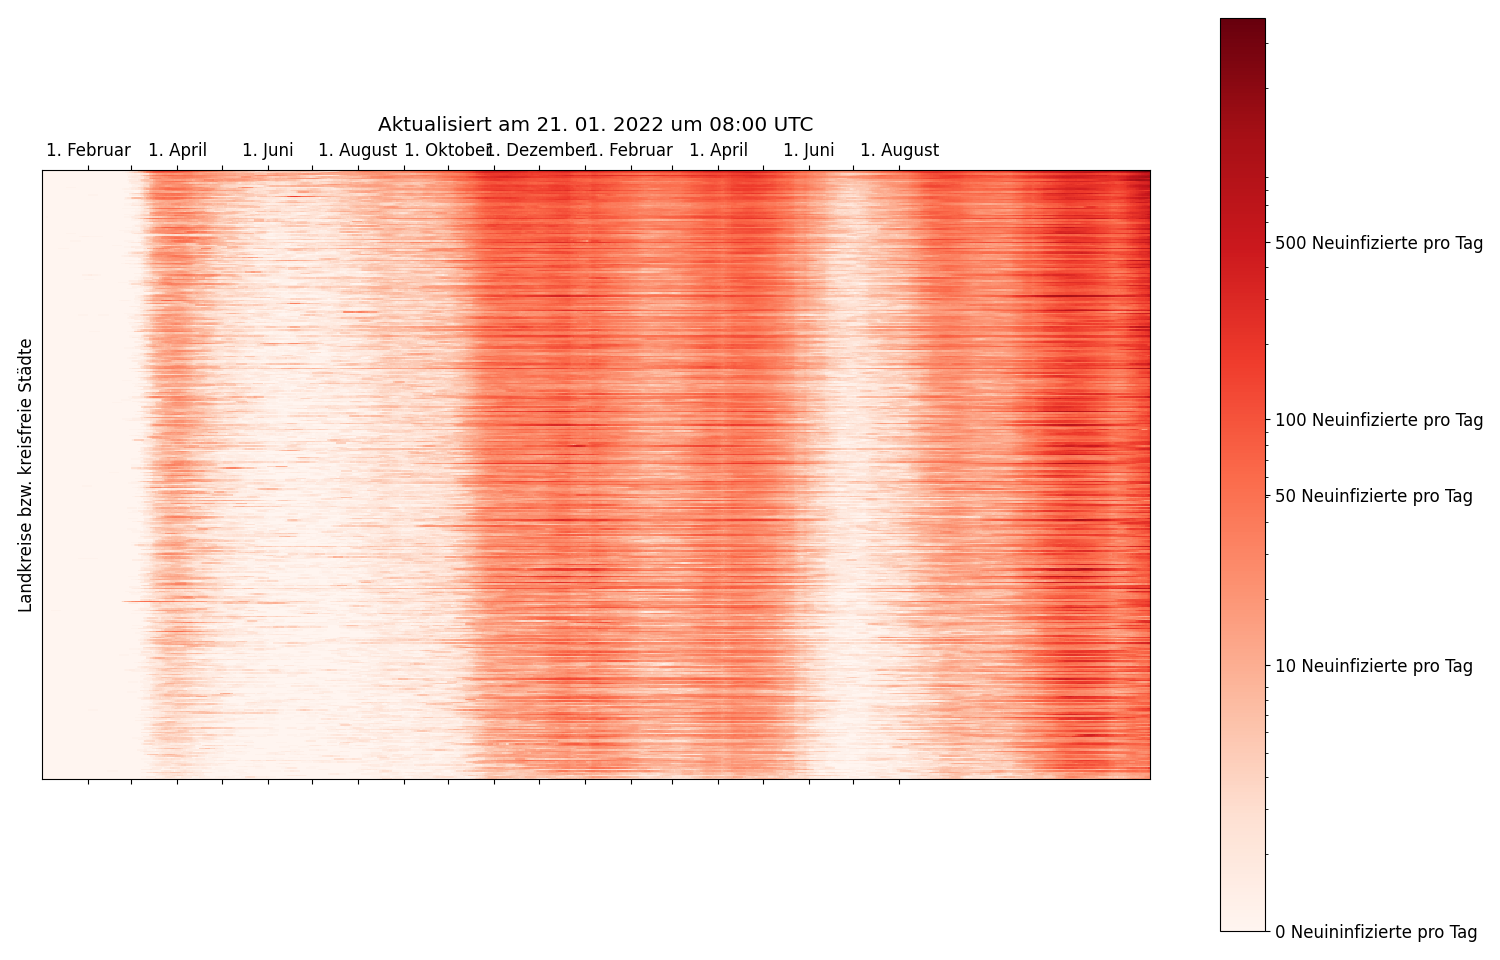 Aktualisiert am 21. 01. 2022 um 08:00 UTC
1. Februar 1. April 1. Juni 1. August 1. Oktober 1. Dezember 1. Februar 1. April 1. Juni 1. August
Landkreise bzw. kreisfreie Städte
500 Neuinfizierte pro Tag
100 Neuinfizierte pro Tag
50 Neuinfizierte pro Tag
10 Neuinfizierte pro Tag
0 Neuininfizierte pro Tag